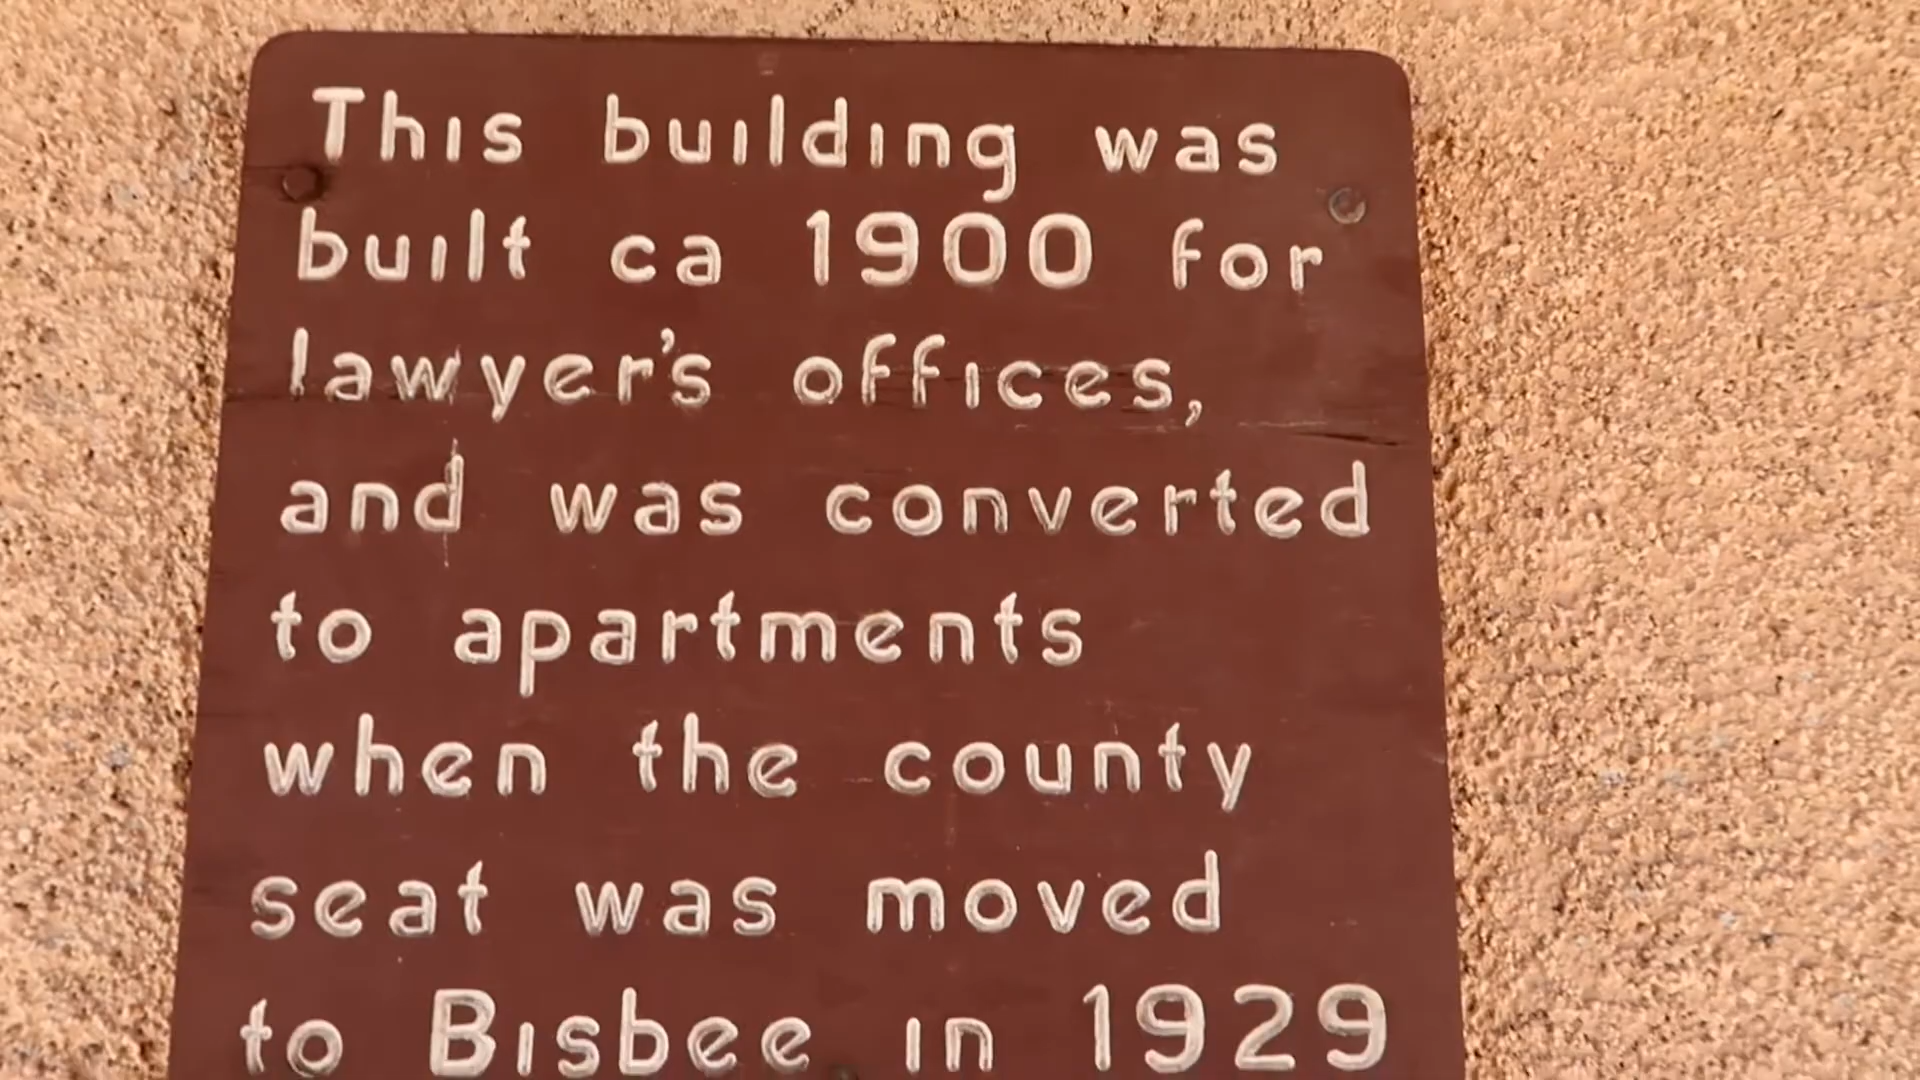 This building was
built ca 1900 for
lawyer's offices,
and was converted
to apartments
when the county
seat was moved
to Bisbee in 1929